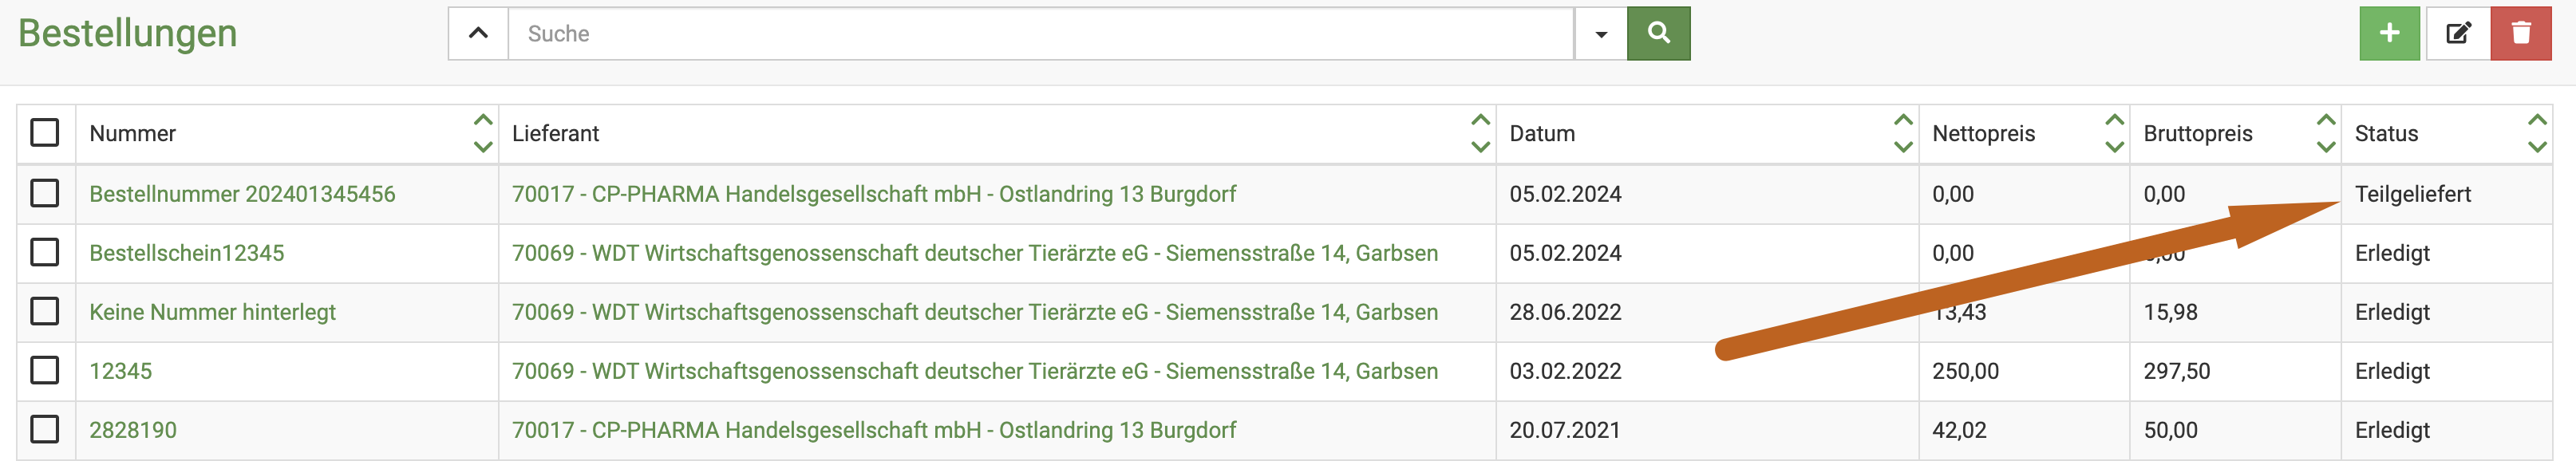 Bestellungen
Suche
Nummer Lieferant Datum Nettopreis Bruttopreis Status
Bestellnummer 202401345456 70017 - CP-PHARMA Handelsgesellschaft mbH - Ostlandring 13 Burgdorf 05.02.2024 0,00 0,00 Teilgeliefert
Bestellschein12345 70069 - WDT Wirtschaftsgenossenschaft deutscher Tierärzte eG - Siemensstraße 14, Garbsen 05.02.2024 0,00 Erledigt
Keine Nummer hinterlegt 70069 - WDT Wirtschaftsgenossenschaft deutscher Tierärzte eG - Siemensstraße 14, Garbsen 28.06.2022 13,43 15,98 Erledigt
12345 70069 - WDT Wirtschaftsgenossenschaft deutscher Tierärzte eG - Siemensstraße 14, Garbsen 03.02.2022 250,00 297,50 Erledigt
2828190 70017 - CP-PHARMA Handelsgesellschaft mbH - Ostlandring 13 Burgdorf 20.07.2021 42,02 50,00 Erledigt